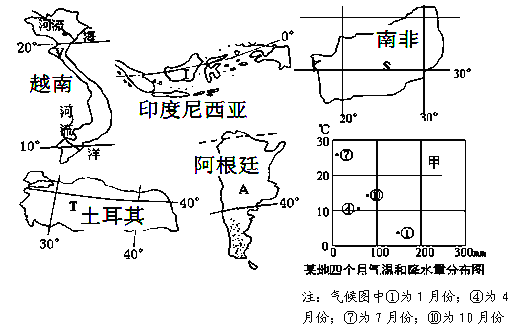 河流
海
20°
V
越南
河
流
10°
洋
0°
I
印度尼西亚
南非
F
S
30°
20°
30°
T
土耳其
40°
30°
40°
阿根廷
A
40°
℃
30
20
10
0
甲
⑦
⑩
④
①
0
100
200
300mm
某地四个月气温和降水量分布图
注：气候图中①为1月份；④为4
月份；⑦为7月份；⑩为10月份